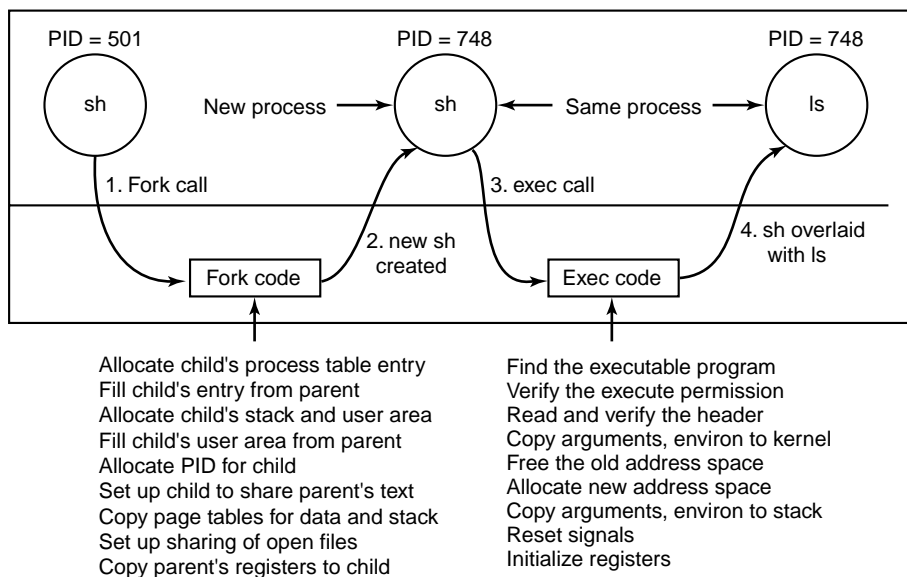 PID = 501
PID = 748
PID = 748
sh
New process
sh
Same process
ls
1. Fork call
3. exec call
2. new sh
created
4. sh overlaid
with ls
Fork code
Exec code
Allocate child's process table entry
Fill child's entry from parent
Allocate child's stack and user area
Fill child's user area from parent
Allocate PID for child
Set up child to share parent's text
Copy page tables for data and stack
Set up sharing of open files
Copy parent's registers to child
Find the executable program
Verify the execute permission
Read and verify the header
Copy arguments, environ to kernel
Free the old address space
Allocate new address space
Copy arguments, environ to stack
Reset signals
Initialize registers